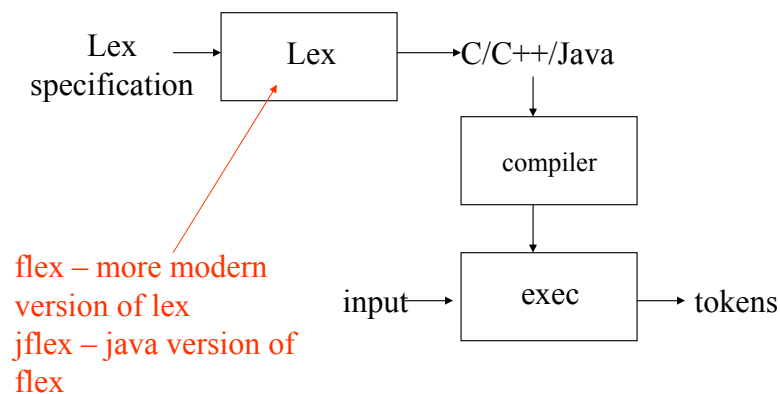 Lex
specification
Lex
C/C++/Java
compiler
flex – more modern
version of lex
jflex – java version of
flex
input
exec
tokens